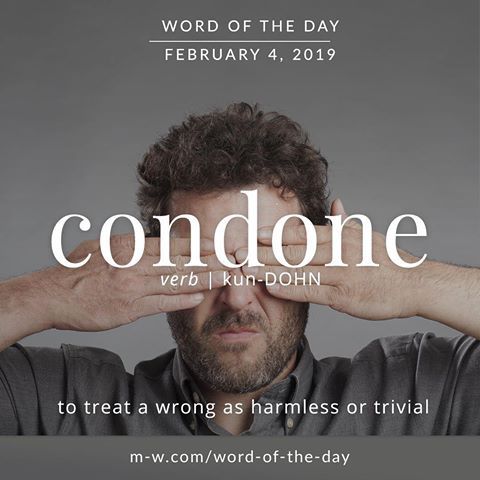 WORD OF THE DAY
FEBRUARY 4, 2019
condone
verb | kun-DOHN
to treat a wrong as harmless or trivial
m-w.com/word-of-the-day